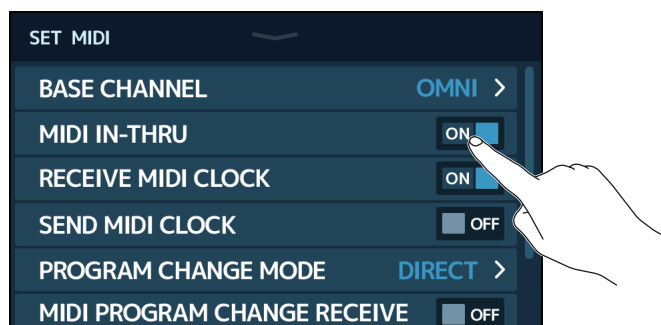 SET MIDI
BASE CHANNEL OMNI >
MIDI IN-THRU ON
RECEIVE MIDI CLOCK ON
SEND MIDI CLOCK OFF
PROGRAM CHANGE MODE DIRECT >
MIDI PROGRAM CHANGE RECEIVE OFF